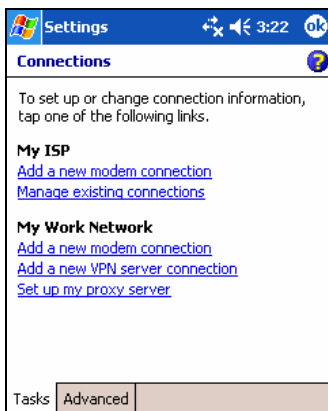 Settings 3:22 ok
Connections ?
To set up or change connection information,
tap one of the following links.
My ISP
Add a new modem connection
Manage existing connections
My Work Network
Add a new modem connection
Add a new VPN server connection
Set up my proxy server
Tasks Advanced